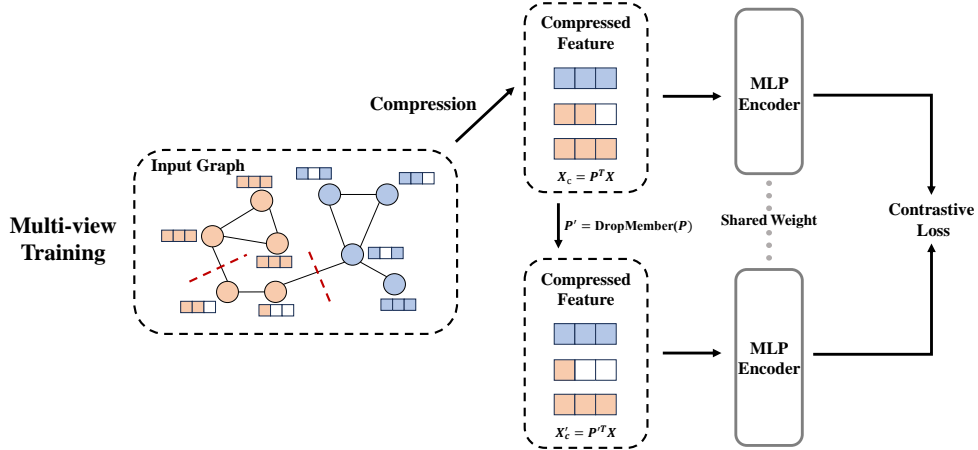 Multi-view
Training
Input Graph
Compression
Compressed
Feature
X_c = P^T X
P′ = DropMember(P)
Compressed
Feature
X′_c = P′^T X
MLP
Encoder
Shared Weight
MLP
Encoder
Contrastive
Loss